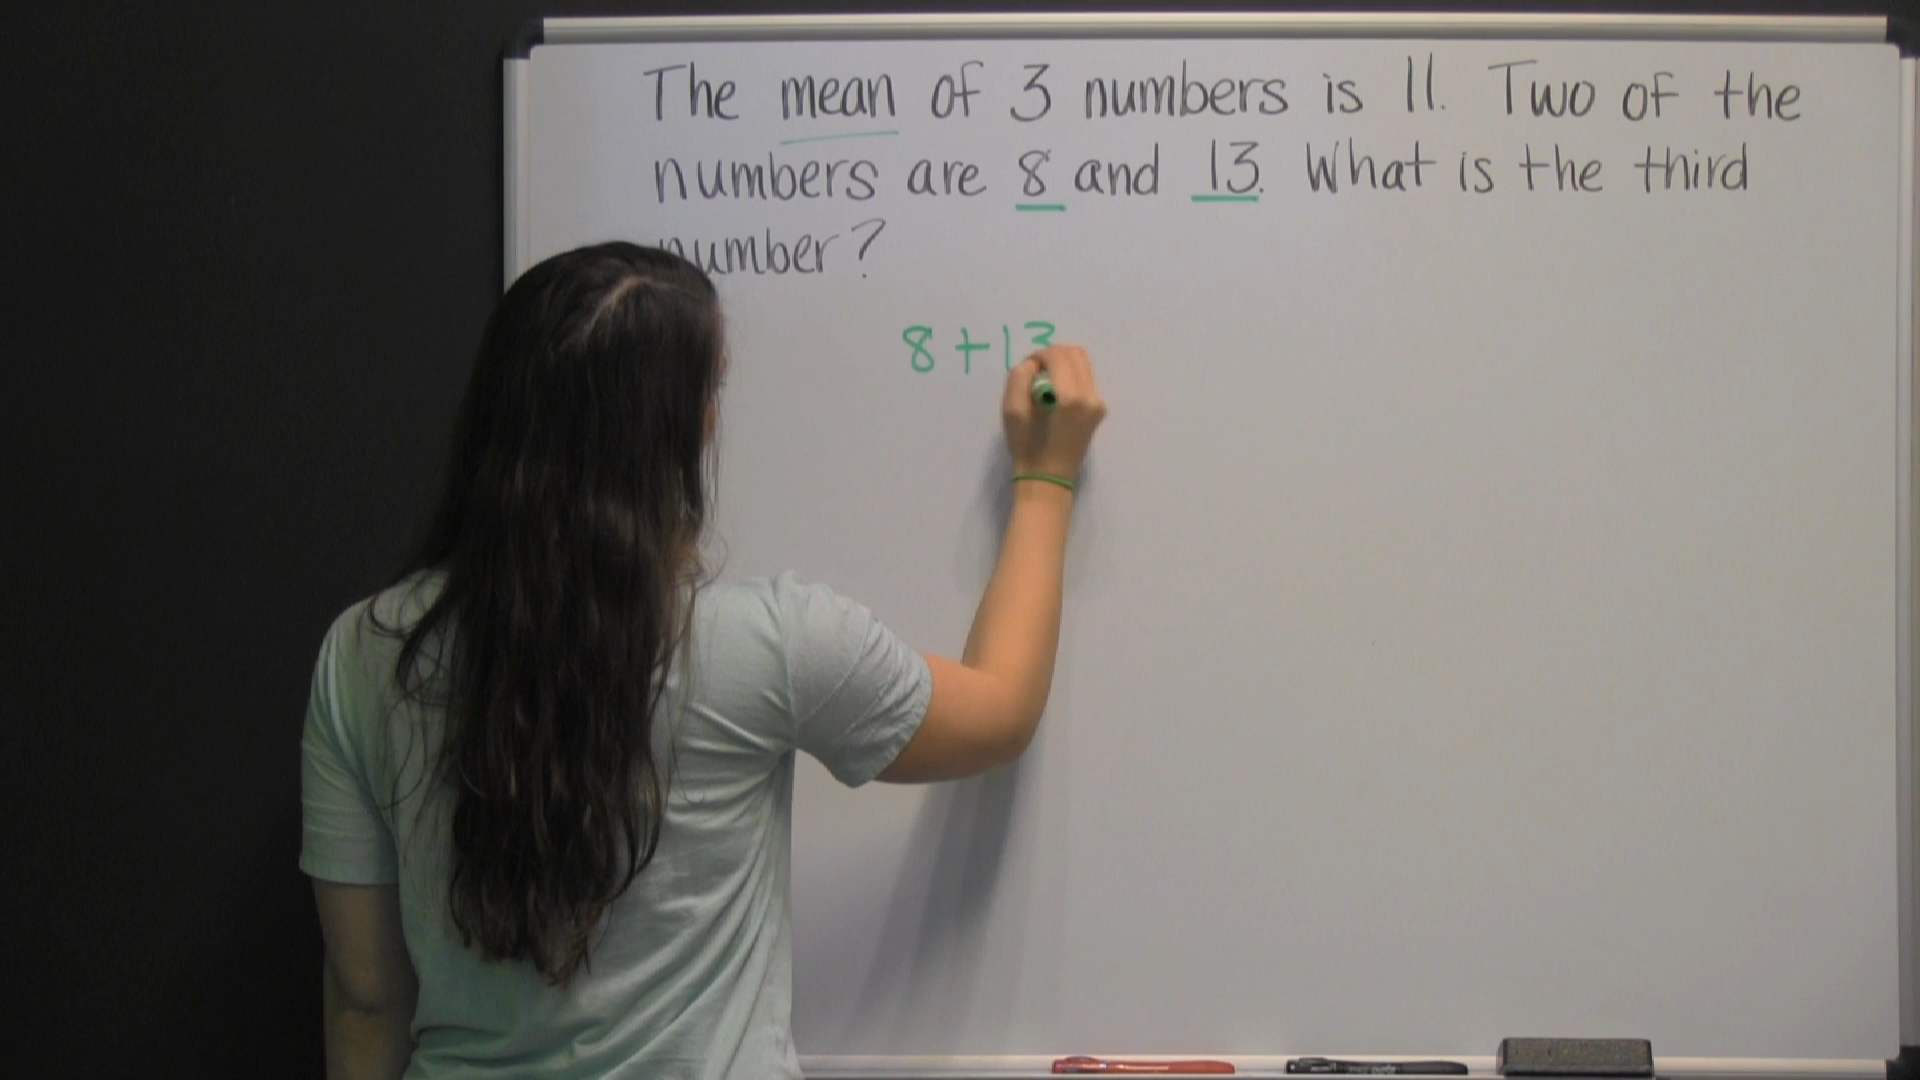 The mean of 3 numbers is 11. Two of the
numbers are 8 and 13. What is the third
number?
8+13